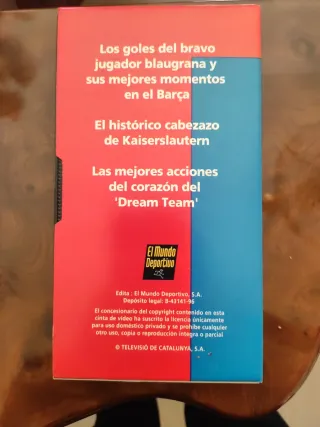 Los goles del bravo
jugador blaugrana y
sus mejores momentos
en el Barça
El histórico cabezazo
de Kaiserslautern
Las mejores acciones
del corazón del
'Dream Team'
El Mundo
Deportivo
Edita: El Mundo Deportivo, S.A.
Depósito legal: B-43141-96
El concesionario del copyright contenido en esta
cinta de video ha suscrito la licencia únicamente
para uso doméstico privado y se prohibe cualquier
otro uso, copia o reproducción integra o parcial
© TELEVISIÓ DE CATALUNYA, S.A.